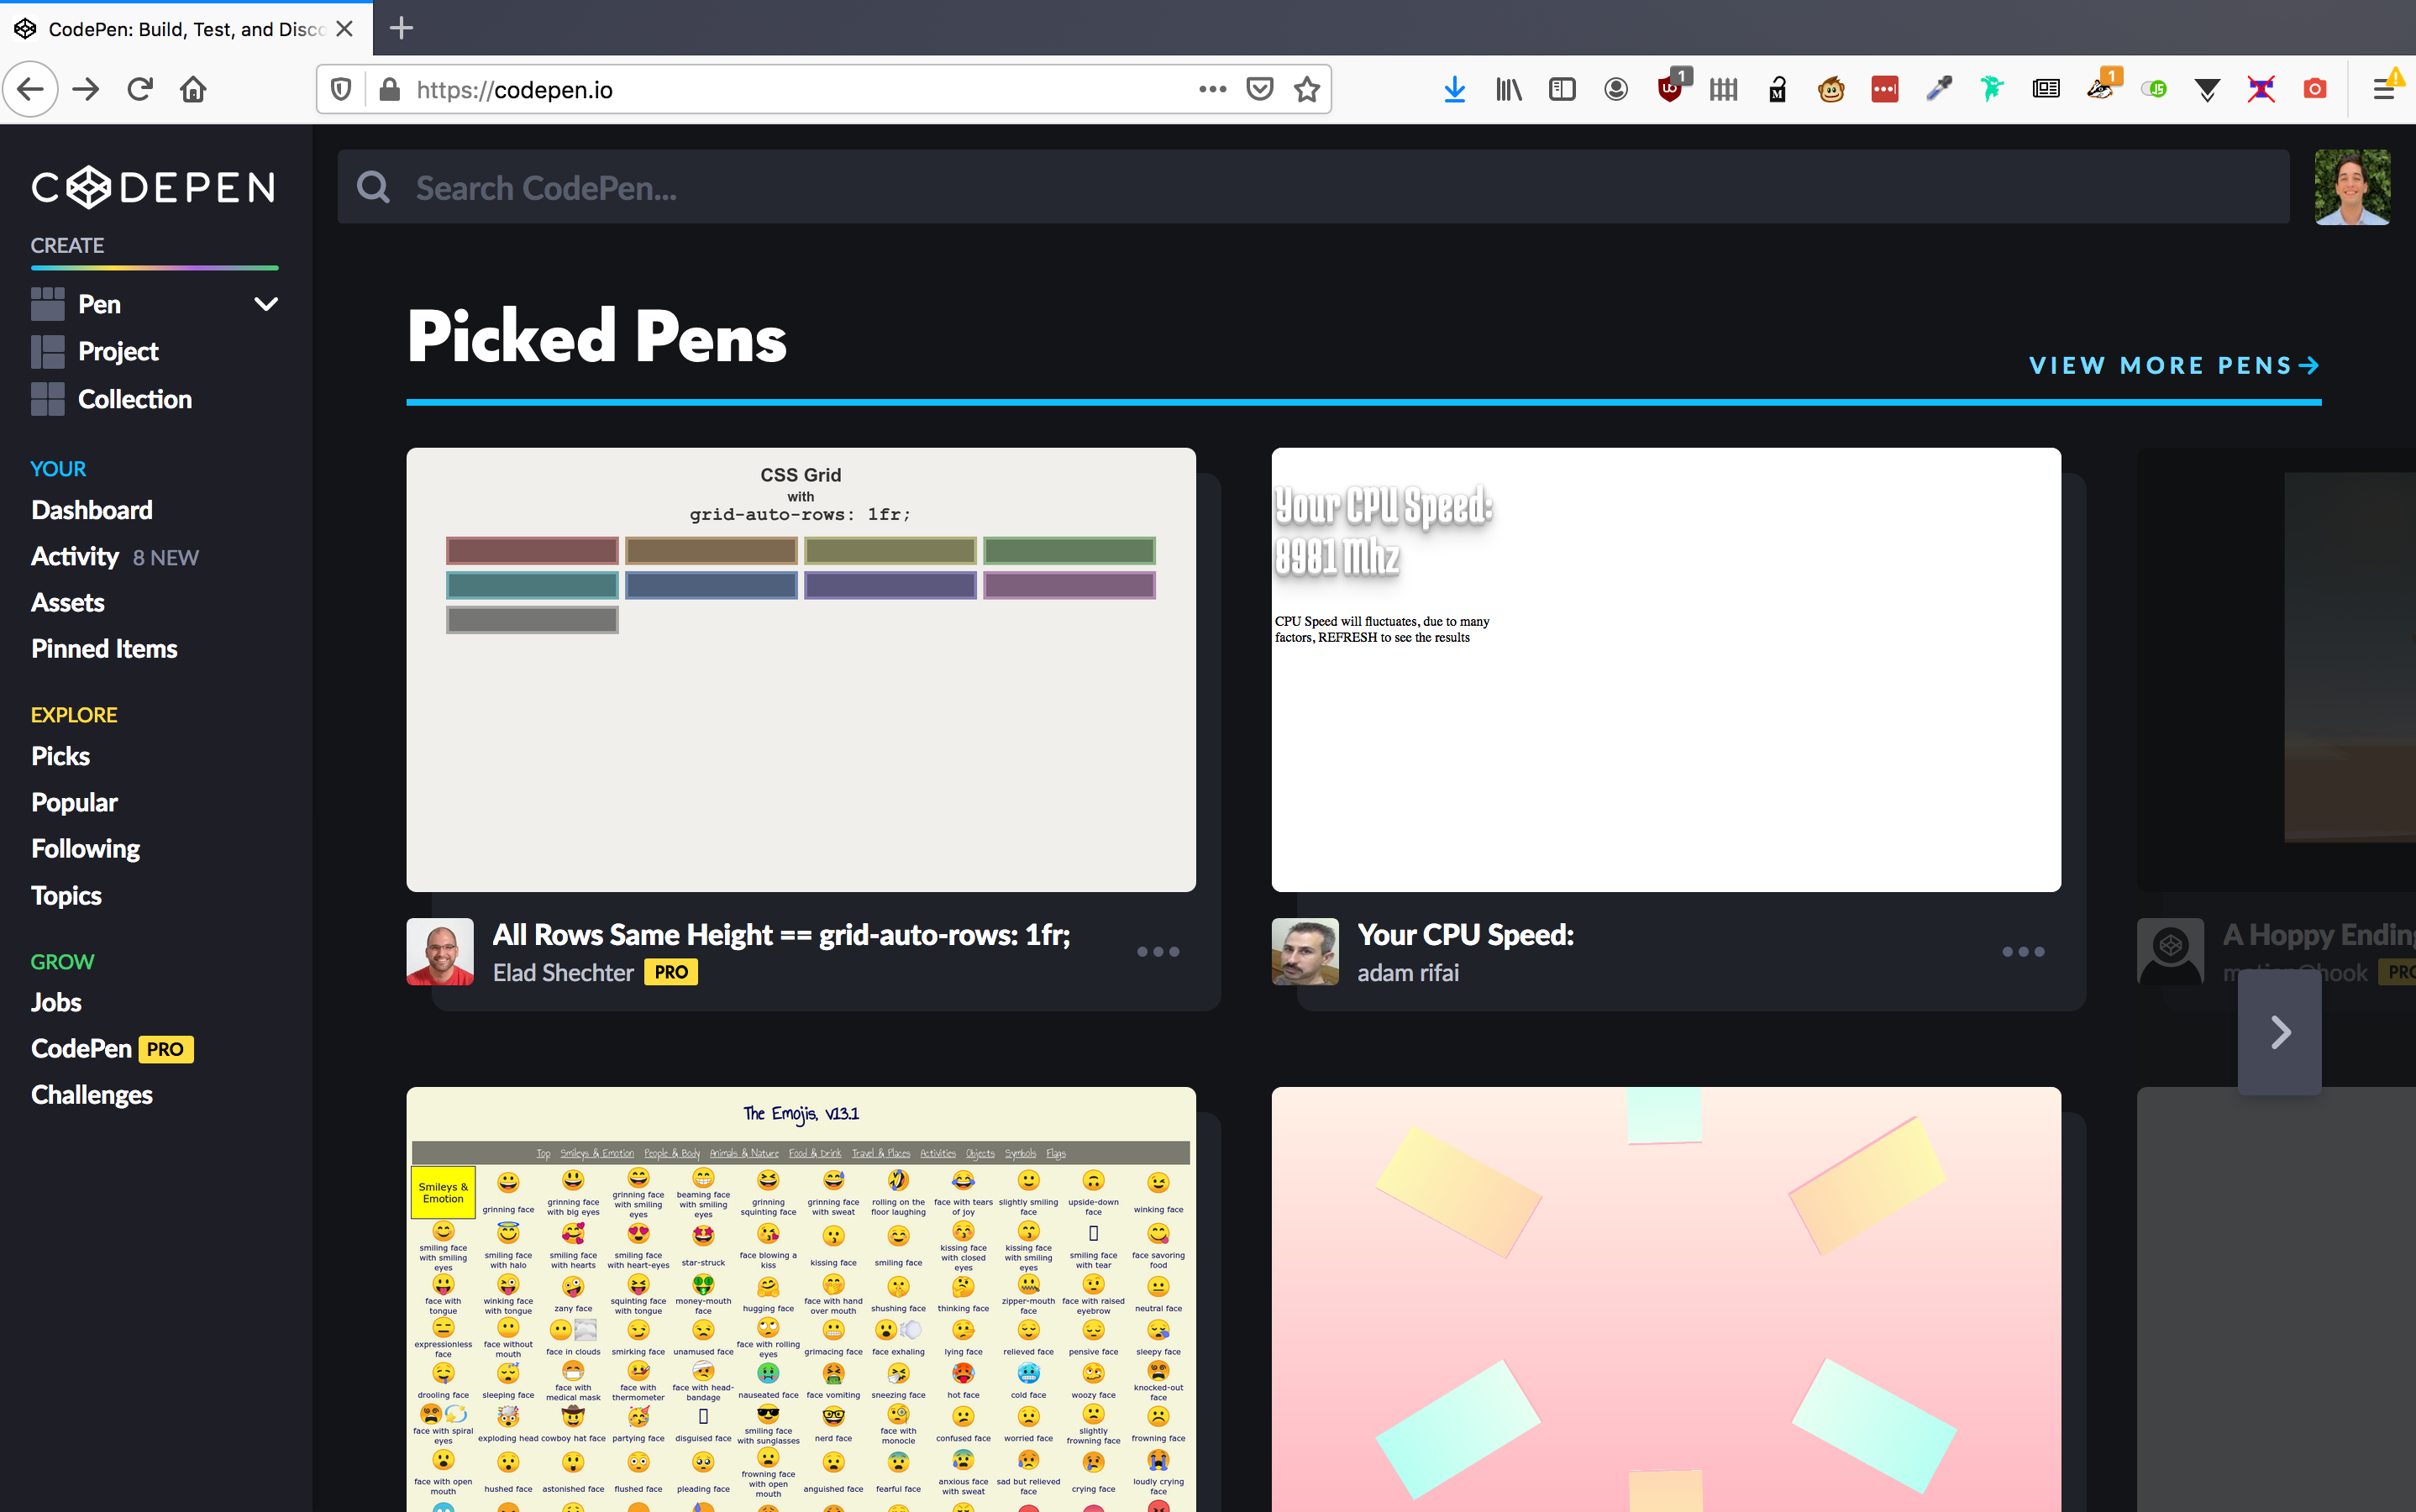 CodePen: Build, Test, and Disco
https://codepen.io
1
1
CODEPEN
Search CodePen...
CREATE
Pen
Project
Collection
YOUR
Dashboard
Activity 8 NEW
Assets
Pinned Items
EXPLORE
Picks
Popular
Following
Topics
GROW
Jobs
CodePen PRO
Challenges
Picked Pens
VIEW MORE PENS
CSS Grid
with
grid-auto-rows: 1fr;
All Rows Same Height == grid-auto-rows: 1fr;
Elad Shechter PRO
Your CPU Speed:
8981 Mhz
CPU Speed will fluctuates, due to many
factors, REFRESH to see the results
Your CPU Speed:
adam rifai
A Hoppy Ending
hook PRO
The Emojis, v13.1
Top Smileys & Emotion People & Body Animals & Nature Food & Drink Travel & Places Activities Objects Symbols Flags
Smileys &
Emotion
grinning face
grinning face
with big eyes
grinning face
with smiling
eyes
beaming face
with smiling
eyes
grinning
squinting face
grinning face
with sweat
rolling on the
floor laughing
face with tears
of joy
slightly smiling
face
upside-down
face
winking face
smiling face
with smiling
eyes
smiling face
with halo
smiling face
with hearts
smiling face
with heart-eyes
star-struck
face blowing a
kiss
kissing face
smiling face
kissing face
with closed
eyes
kissing face
with smiling
eyes
smiling face
with tear
face savoring
food
face with
tongue
winking face
with tongue
zany face
squinting face
with tongue
money-mouth
face
hugging face
face with hand
over mouth
shushing face
thinking face
zipper-mouth
face
face with raised
eyebrow
neutral face
expressionless
face
face without
mouth
face in clouds
smirking face
unamused face
face with rolling
eyes
grimacing face
face exhaling
lying face
relieved face
pensive face
sleepy face
drooling face
sleeping face
face with
medical mask
face with
thermometer
face with head-
bandage
nauseated face
face vomiting
sneezing face
hot face
cold face
woozy face
knocked-out
face
face with spiral
eyes
exploding head
cowboy hat face
partying face
disguised face
smiling face
with sunglasses
nerd face
face with
monocle
confused face
worried face
slightly
frowning face
frowning face
face with open
mouth
hushed face
astonished face
flushed face
pleading face
frowning face
with open
mouth
anguished face
fearful face
anxious face
with sweat
sad but relieved
face
crying face
loudly crying
face